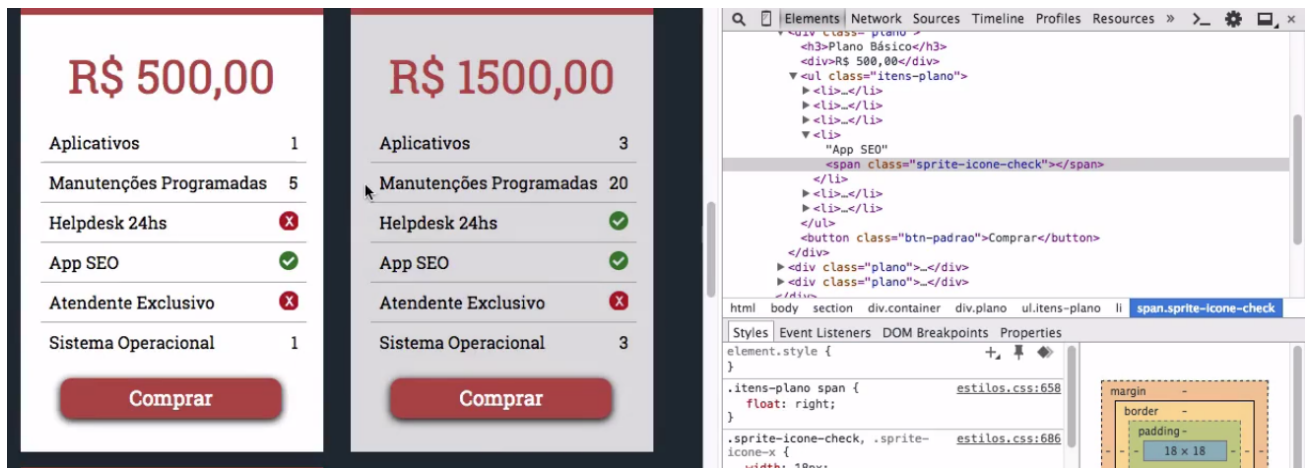 R$ 500,00
Aplicativos 1
Manutenções Programadas 5
Helpdesk 24hs
App SEO
Atendente Exclusivo
Sistema Operacional 1
Comprar
R$ 1500,00
Aplicativos 3
Manutenções Programadas 20
Helpdesk 24hs
App SEO
Atendente Exclusivo
Sistema Operacional 3
Comprar
Elements Network Sources Timeline Profiles Resources »
<div class="plano">
<h3>Plano Básico</h3>
<div>R$ 500,00</div>
▼<ul class="itens-plano">
▶<li>…</li>
▶<li>…</li>
▶<li>…</li>
▼<li>
"App SEO"
<span class="sprite-icone-check"></span>
</li>
▶<li>…</li>
▶<li>…</li>
</ul>
<button class="btn-padrao">Comprar</button>
</div>
▶<div class="plano">…</div>
▶<div class="plano">…</div>
</div>
html body section div.container div.plano ul.itens-plano li span.sprite-icone-check
Styles Event Listeners DOM Breakpoints Properties
element.style {
}
.itens-plano span { estilos.css:658
float: right;
}
.sprite-icone-check, .sprite- estilos.css:686
icone-x {
width: 18px;
margin -
border -
padding -
- - - 18 × 18 - - -